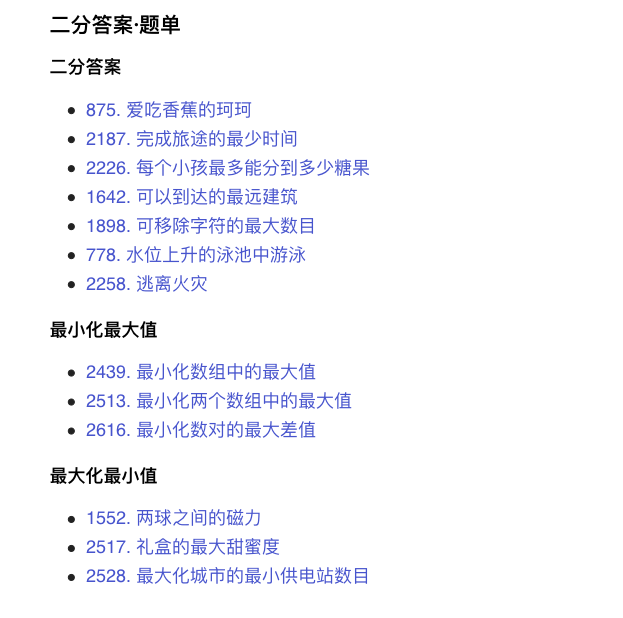 二分答案·题单
二分答案
875. 爱吃香蕉的珂珂
2187. 完成旅途的最少时间
2226. 每个小孩最多能分到多少糖果
1642. 可以到达的最远建筑
1898. 可移除字符的最大数目
778. 水位上升的泳池中游泳
2258. 逃离火灾
最小化最大值
2439. 最小化数组中的最大值
2513. 最小化两个数组中的最大值
2616. 最小化数对的最大差值
最大化最小值
1552. 两球之间的磁力
2517. 礼盒的最大甜蜜度
2528. 最大化城市的最小供电站数目